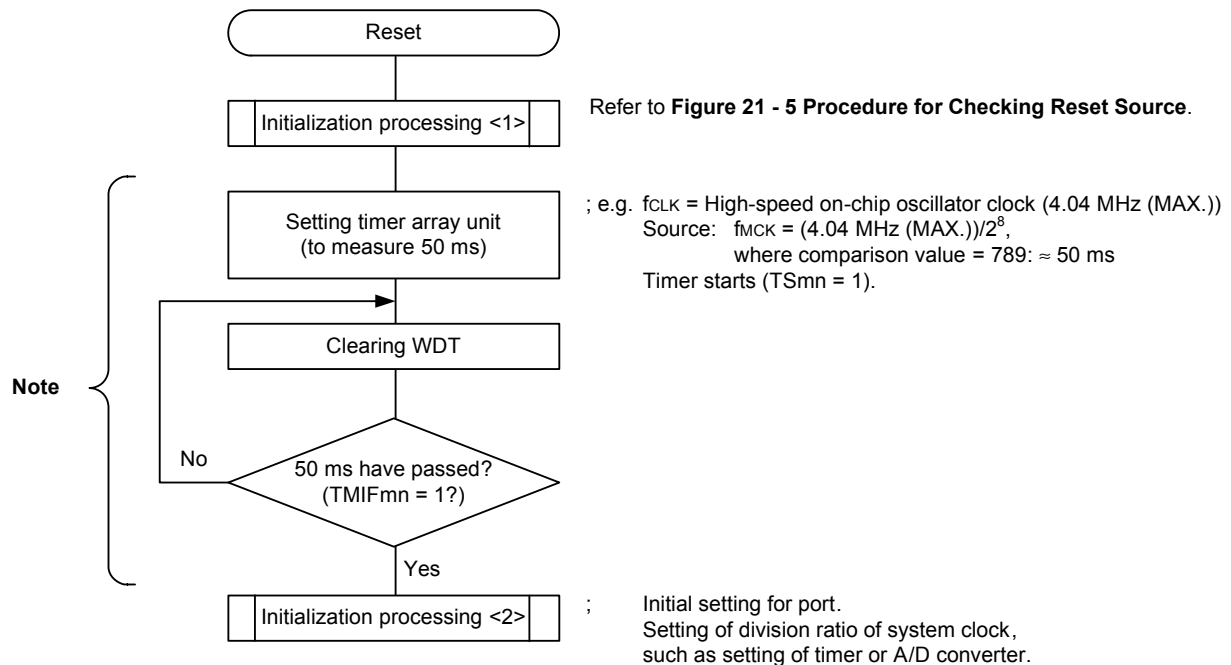 Reset
Initialization processing <1>
Refer to Figure 21 - 5 Procedure for Checking Reset Source.
Setting timer array unit
(to measure 50 ms)
; e.g. fCLK = High-speed on-chip oscillator clock (4.04 MHz (MAX.))
Source: fMCK = (4.04 MHz (MAX.))/2⁸,
where comparison value = 789: ≈ 50 ms
Timer starts (TSmn = 1).
Clearing WDT
Note
No
50 ms have passed?
(TMIFmn = 1?)
Yes
Initialization processing <2>
; Initial setting for port.
Setting of division ratio of system clock,
such as setting of timer or A/D converter.